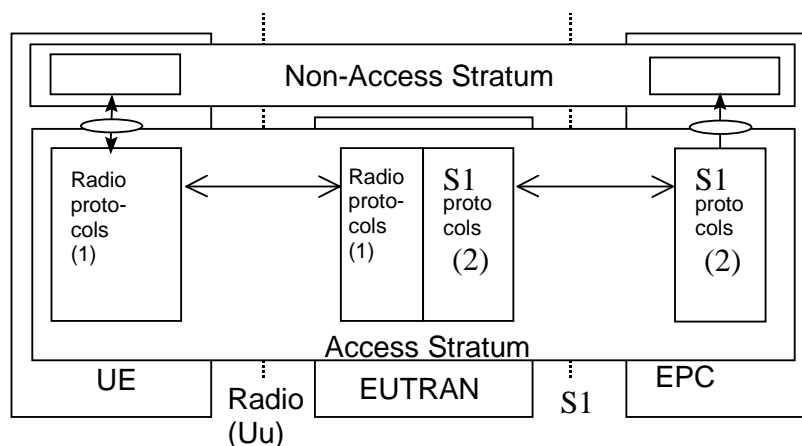 Non-Access Stratum
Radio
proto-
cols
(1)
Radio
proto-
cols
(1)
S1
proto
cols
(2)
S1
proto
cols
(2)
Access Stratum
UE
Radio
(Uu)
EUTRAN
S1
EPC